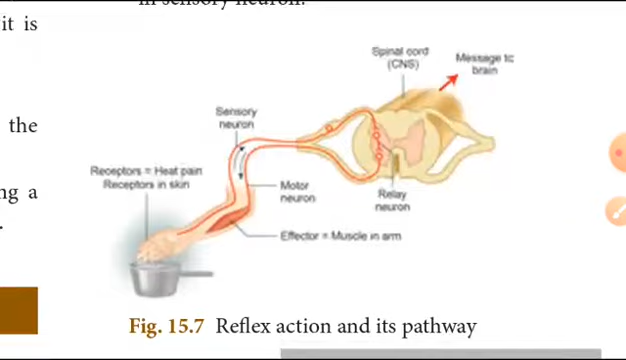 in sensory neuron.
it is
the
ng a
.
Spinal cord
(CNS)
Message to
brain
Sensory
neuron
Receptors = Heat pain
Receptors in skin
Motor
neuron
Relay
neuron
Effector = Muscle in arm
Fig. 15.7 Reflex action and its pathway